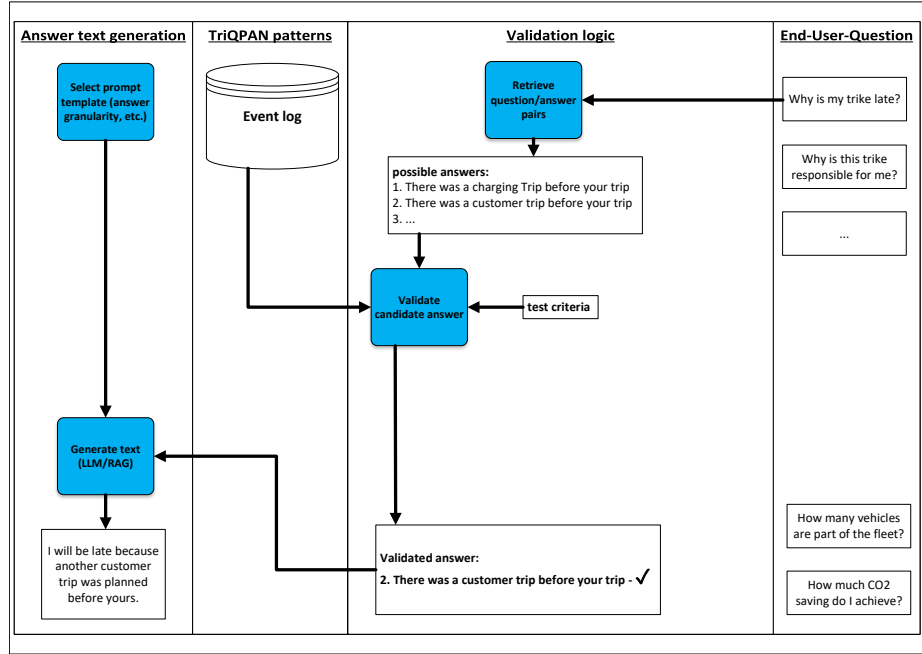 Answer text generation
TriQPAN patterns
Validation logic
End-User-Question
Select prompt
template (answer
granularity, etc.)
Event log
Retrieve
question/answer
pairs
Why is my trike late?
possible answers:
1. There was a charging Trip before your trip
2. There was a customer trip before your trip
3. ...
Why is this trike
responsible for me?
...
Validate
candidate answer
test criteria
Generate text
(LLM/RAG)
I will be late because
another customer
trip was planned
before yours.
Validated answer:
2. There was a customer trip before your trip - ✓
How many vehicles
are part of the fleet?
How much CO2
saving do I achieve?